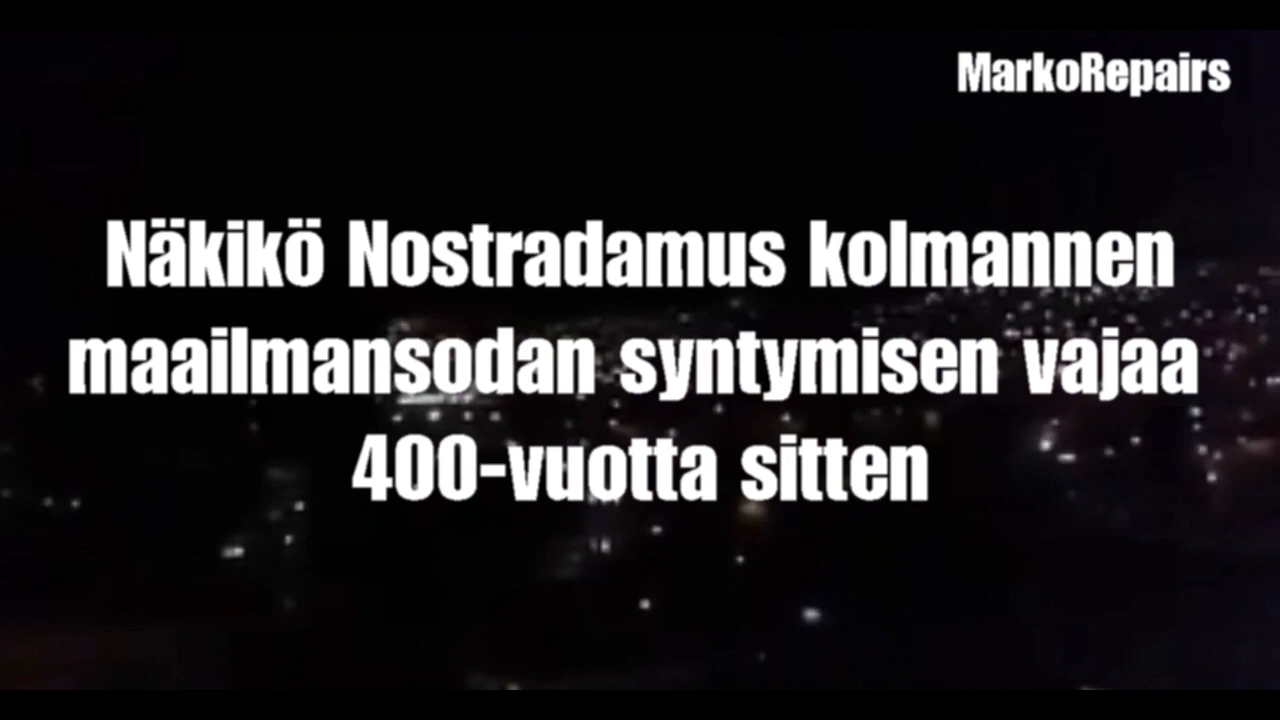 MarkoRepairs
Näkikö Nostradamus kolmannen
maailmansodan syntymisen vajaa
400-vuotta sitten